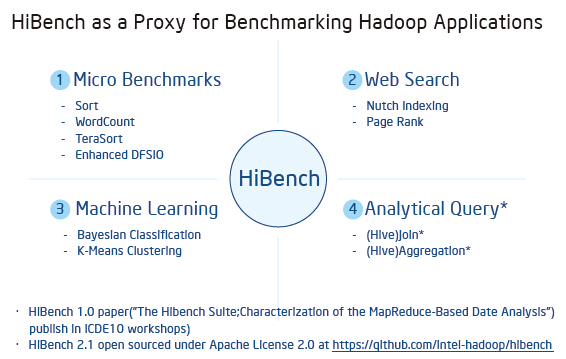 HiBench as a Proxy for Benchmarking Hadoop Applications
1 Micro Benchmarks
- Sort
- WordCount
- TeraSort
- Enhanced DFSIO
2 Web Search
- Nutch Indexing
- Page Rank
HiBench
3 Machine Learning
- Bayesian Classification
- K-Means Clustering
4 Analytical Query*
- (Hive)Join*
- (Hive)Aggregation*
· HiBench 1.0 paper("The Hibench Suite;Characterization of the MapReduce-Based Date Analysis")
publish in ICDE10 workshops)
· HiBench 2.1 open sourced under Apache License 2.0 at https://github.com/intel-hadoop/hibench